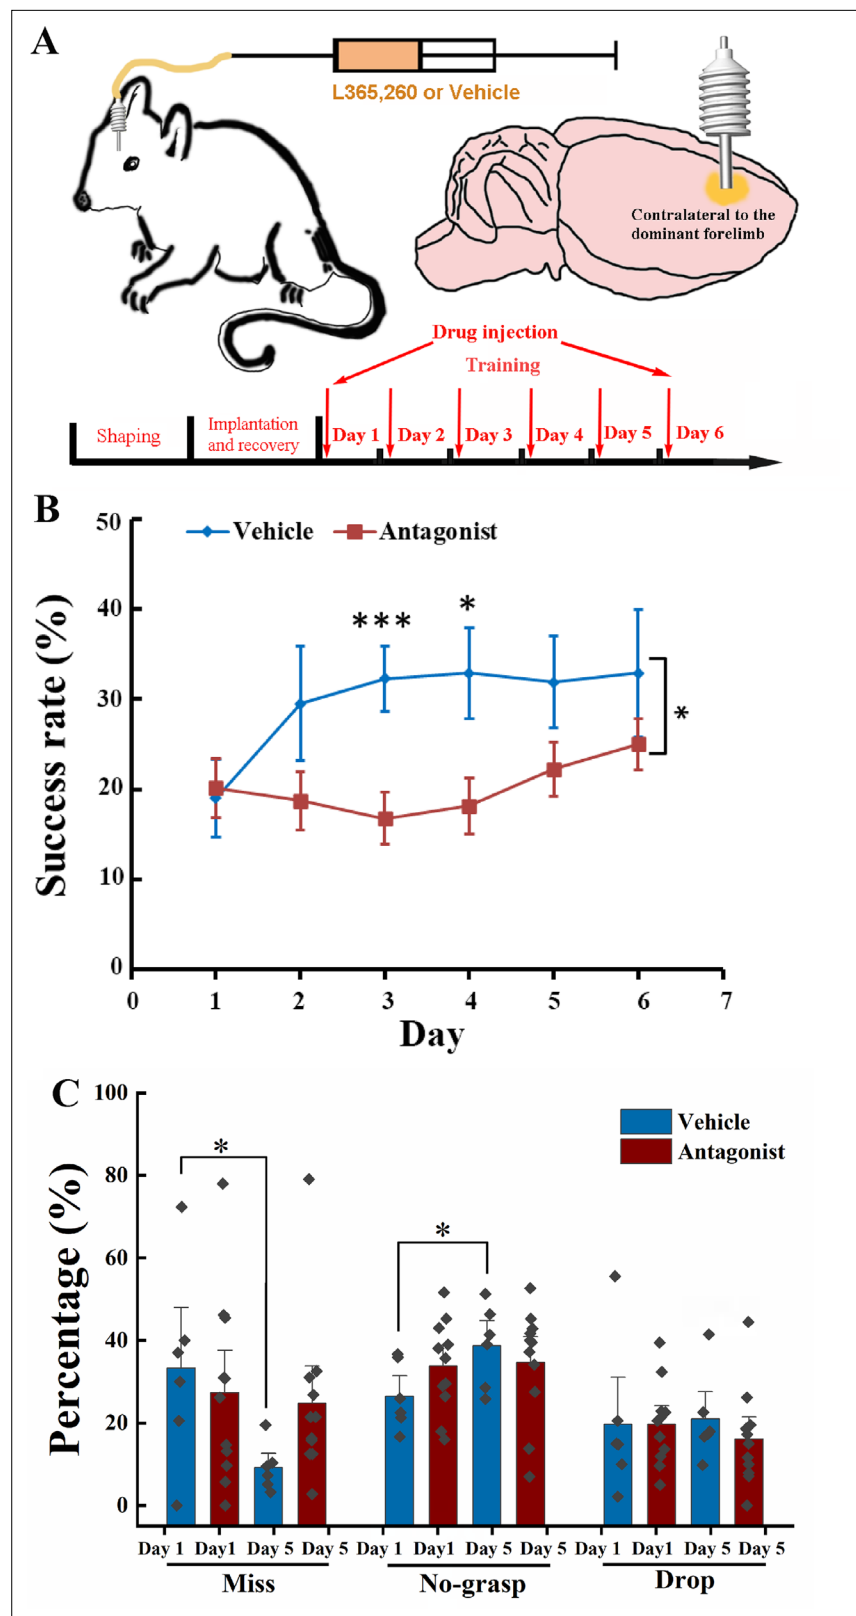 A
L365,260 or Vehicle
Contralateral to the
dominant forelimb
Drug injection
Training
Shaping
Implantation
and recovery
Day 1 Day 2 Day 3 Day 4 Day 5 Day 6
B
Vehicle Antagonist
Success rate (%)
50
40
30
20
10
0
*** *
*
0 1 2 3 4 5 6 7
Day
C
Vehicle
Antagonist
Percentage (%)
100
80
60
40
20
0
*
*
Day 1 Day1 Day 5 Day 5 Day 1 Day1 Day 5 Day 5 Day 1 Day1 Day 5 Day 5
Miss No-grasp Drop